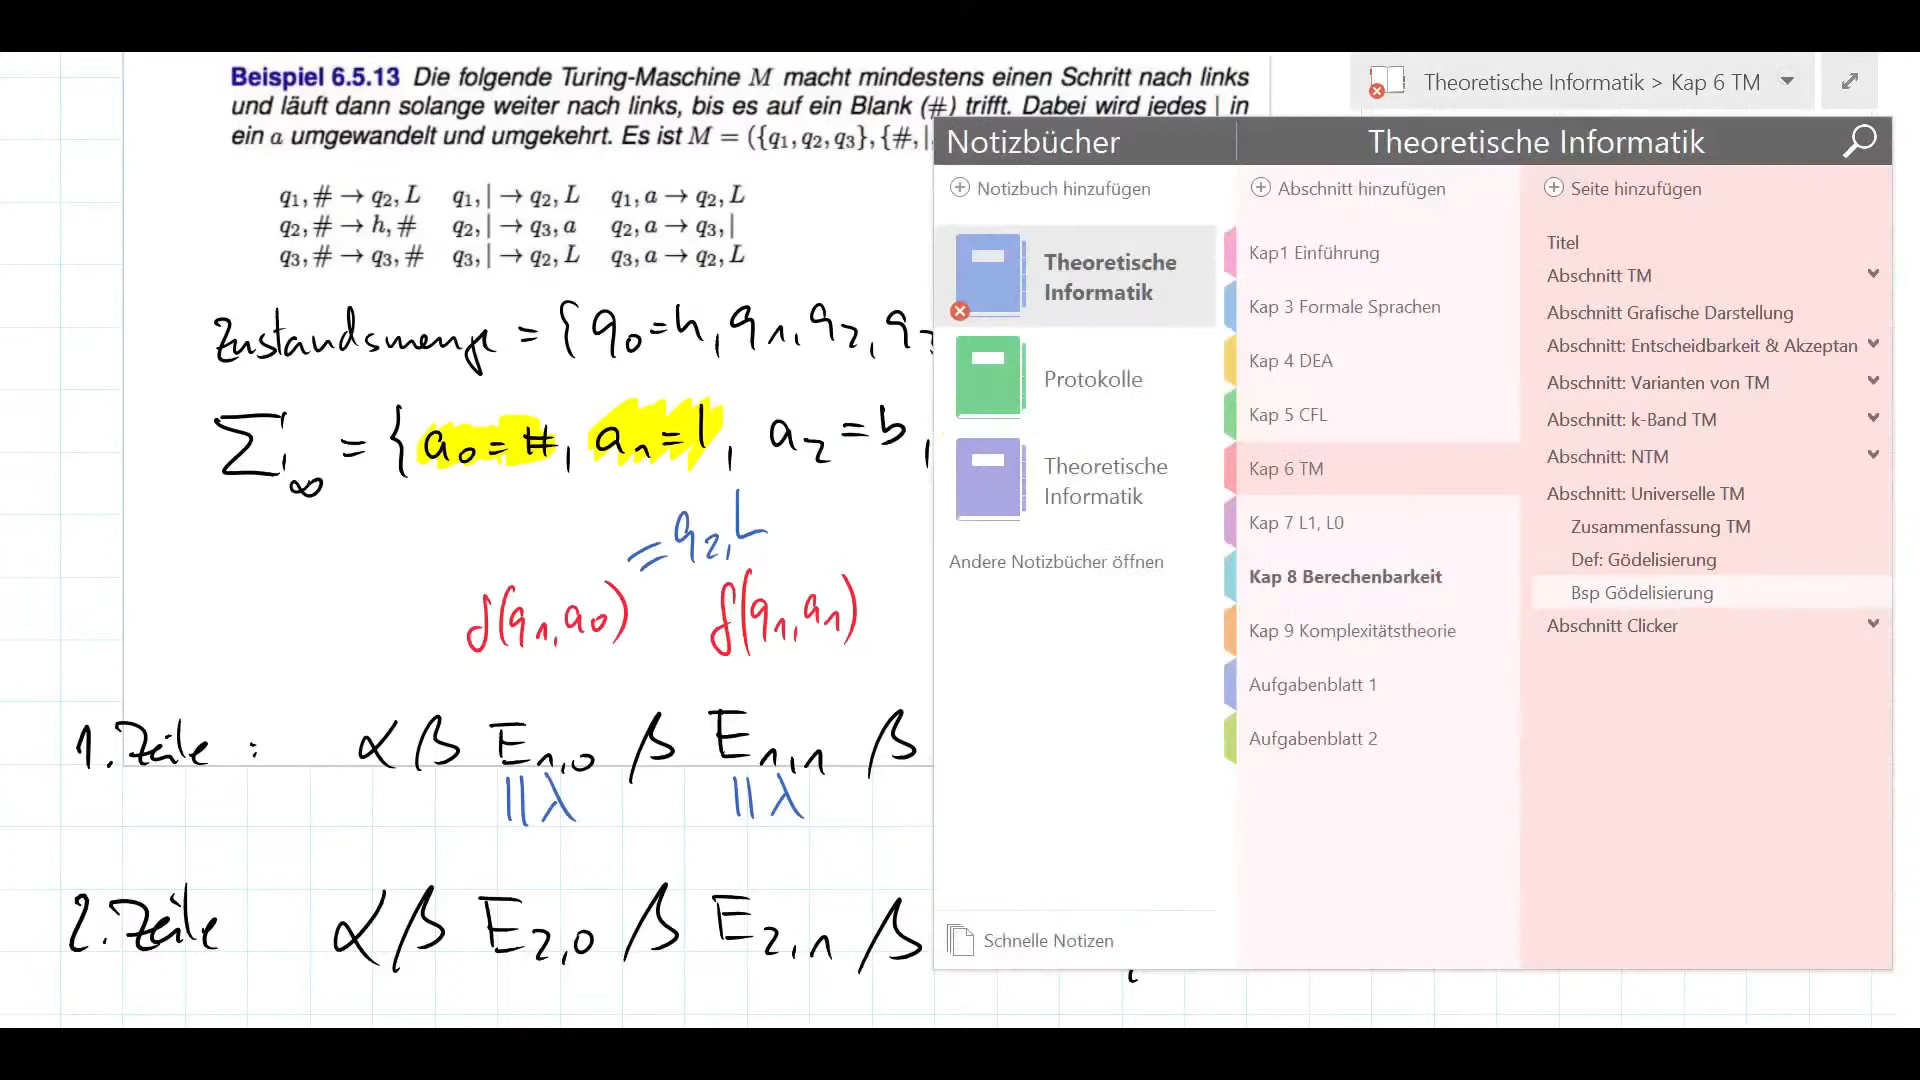 Beispiel 6.5.13 Die folgende Turing-Maschine M macht mindestens einen Schritt nach links
und läuft dann solange weiter nach links, bis es auf ein Blank (#) trifft. Dabei wird jedes | in
ein a umgewandelt und umgekehrt. Es ist M = ({q₁, q₂, q₃}, {#, |,
q₁, # → q₂, L q₁, | → q₂, L q₁, a → q₂, L
q₂, # → h, # q₂, | → q₃, a q₂, a → q₃, |
q₃, # → q₃, # q₃, | → q₂, L q₃, a → q₂, L
Zustandsmenge = { q₀=h, q₁, q₂, q₃
Σ∞ = { a₀=#, a₁=|, a₂=b,
= q₂, L
δ(q₁, a₀) δ(q₁, a₁)
1. Zeile : α β E₁,₀ β E₁,₁ β
|| λ || λ
2. Zeile α β E₂,₀ β E₂,₁ β
Theoretische Informatik > Kap 6 TM
Notizbücher
Theoretische Informatik
Notizbuch hinzufügen
Theoretische
Informatik
Protokolle
Theoretische
Informatik
Andere Notizbücher öffnen
Schnelle Notizen
Abschnitt hinzufügen
Kap1 Einführung
Kap 3 Formale Sprachen
Kap 4 DEA
Kap 5 CFL
Kap 6 TM
Kap 7 L1, L0
Kap 8 Berechenbarkeit
Kap 9 Komplexitätstheorie
Aufgabenblatt 1
Aufgabenblatt 2
Seite hinzufügen
Titel
Abschnitt TM
Abschnitt Grafische Darstellung
Abschnitt: Entscheidbarkeit & Akzeptan
Abschnitt: Varianten von TM
Abschnitt: k-Band TM
Abschnitt: NTM
Abschnitt: Universelle TM
Zusammenfassung TM
Def: Gödelisierung
Bsp Gödelisierung
Abschnitt Clicker